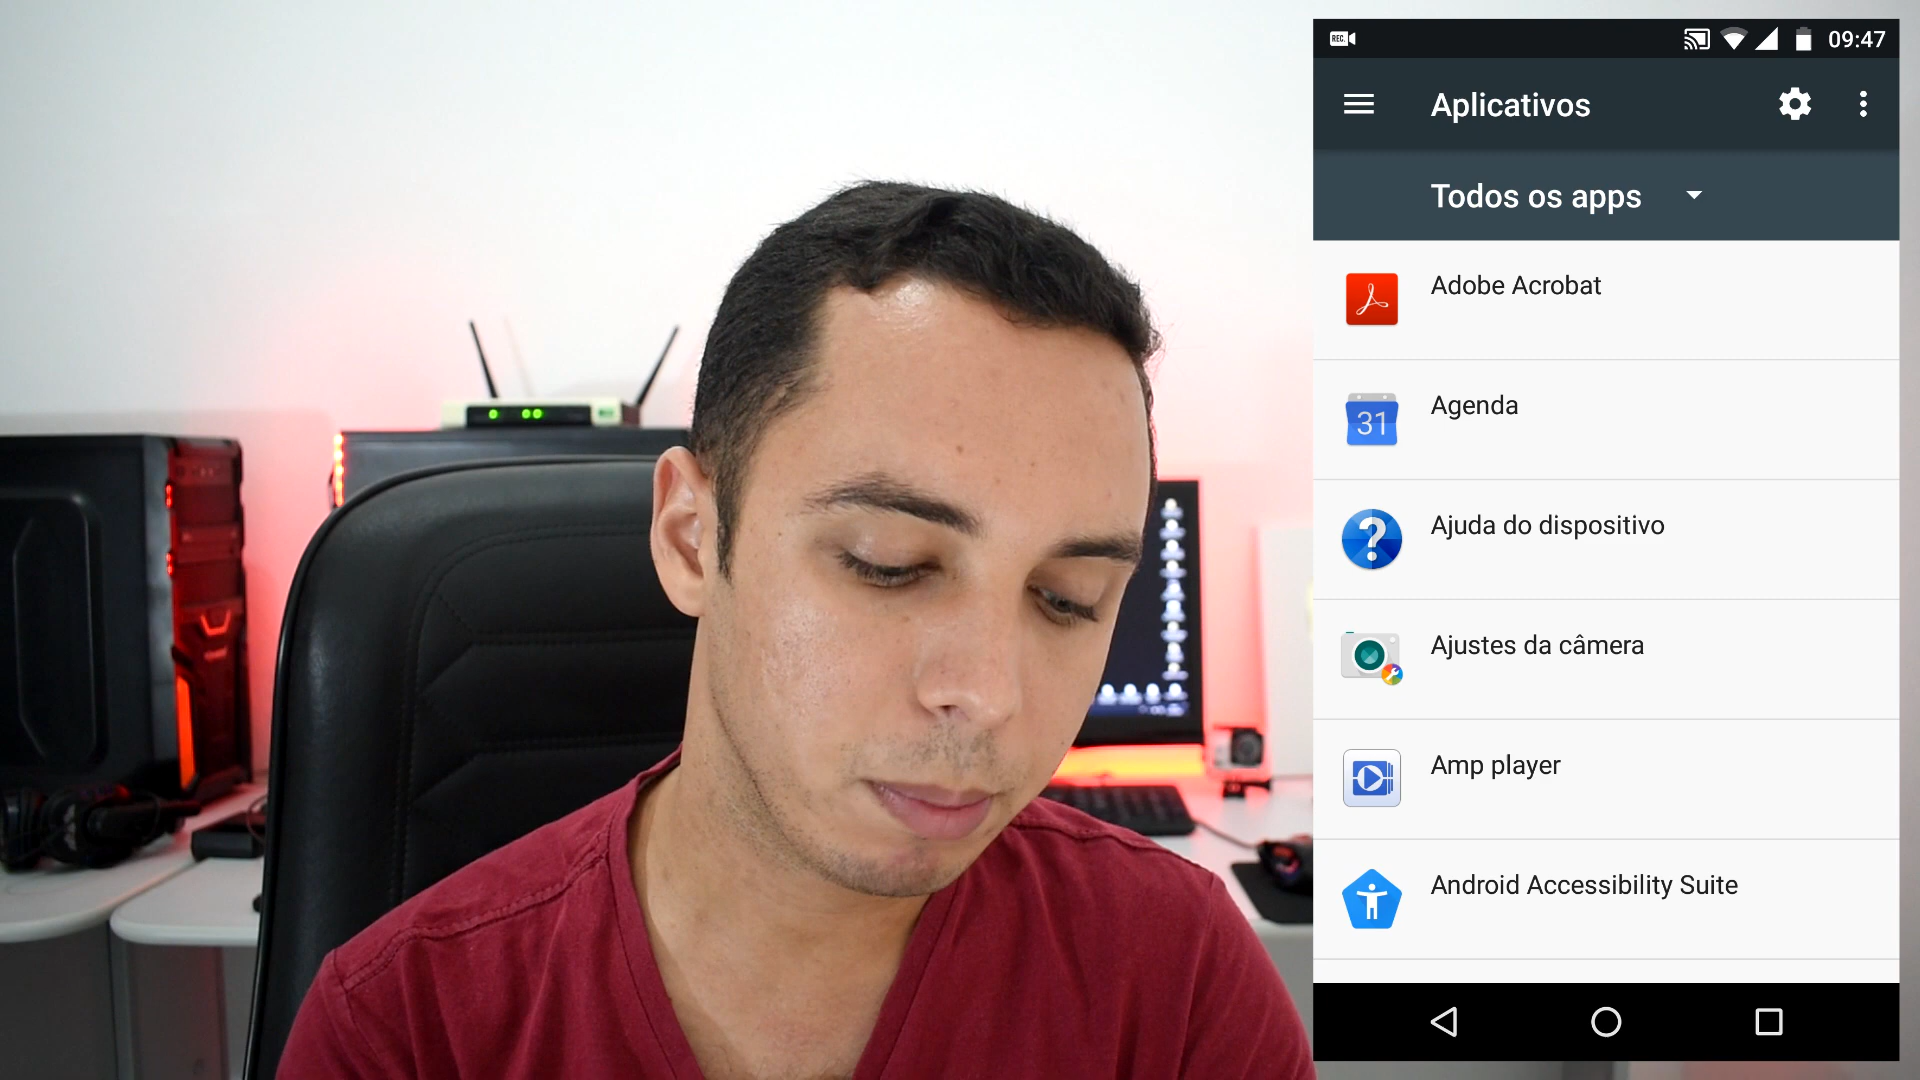 REC.
09:47
Aplicativos
Todos os apps
Adobe Acrobat
31
Agenda
Ajuda do dispositivo
Ajustes da câmera
Amp player
Android Accessibility Suite